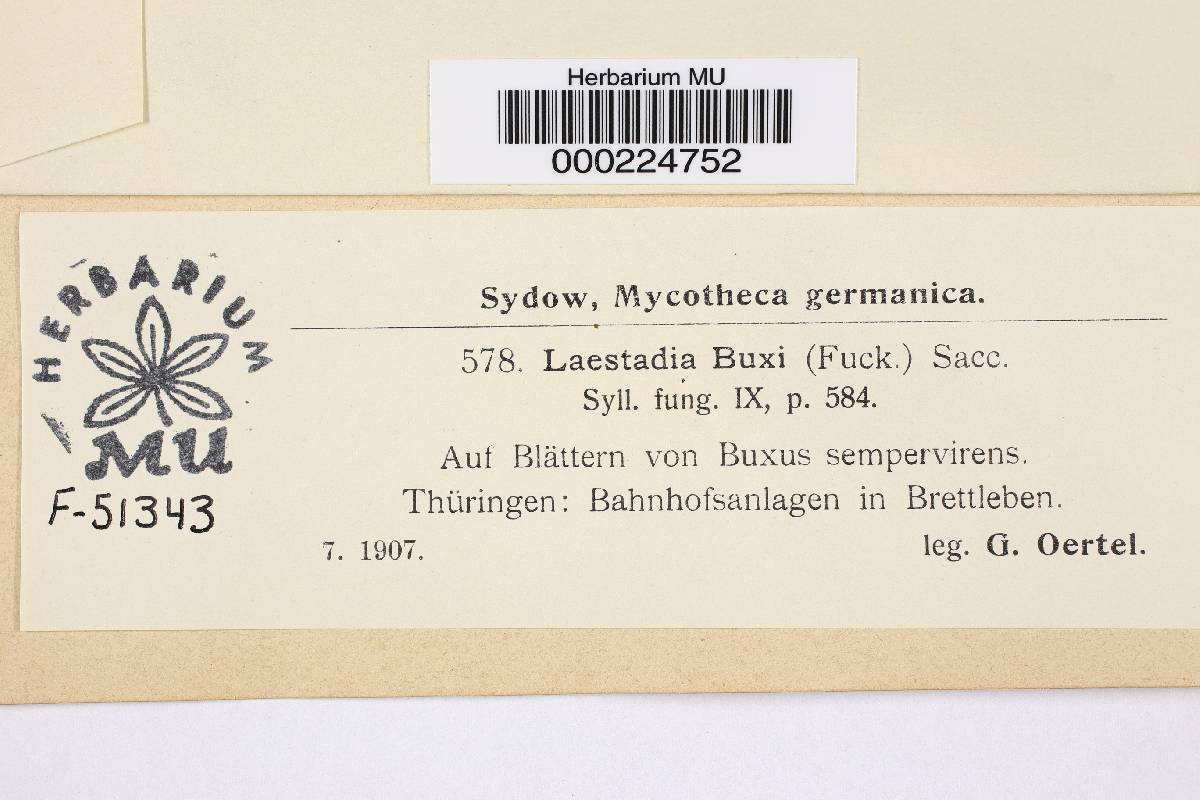 Herbarium MU
000224752
HERBARIUM
MU
F-51343
Sydow, Mycotheca germanica.
578. Laestadia Buxi (Fuck.) Sacc.
Syll. fung. IX, p. 584.
Auf Blättern von Buxus sempervirens.
Thüringen: Bahnhofsanlagen in Brettleben.
7. 1907. leg. G. Oertel.